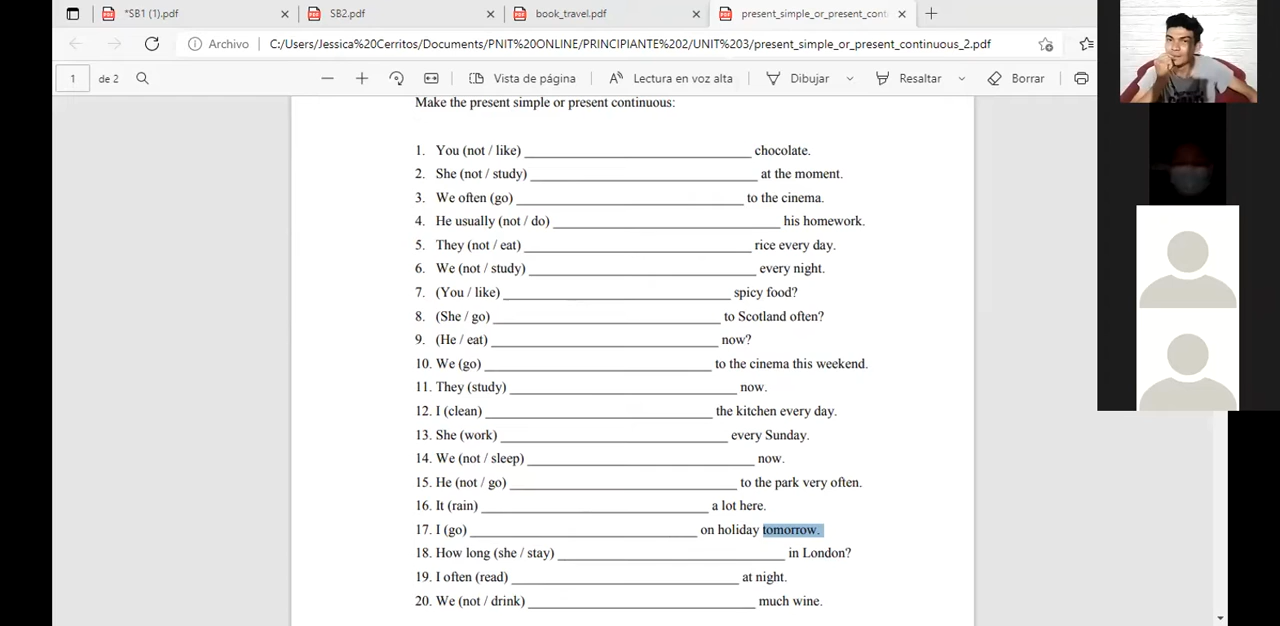 *SB1 (1).pdf
SB2.pdf
book_travel.pdf
present_simple_or_present_cont
Archivo
C:/Users/Jessica%20Cerritos/Documents/PNIT%20ONLINE/PRINCIPIANTE%202/UNIT%203/present_simple_or_present_continuous_2.pdf
1 de 2
Vista de página
Lectura en voz alta
Dibujar
Resaltar
Borrar
Make the present simple or present continuous:
1. You (not / like) ______________________________ chocolate.
2. She (not / study) ______________________________ at the moment.
3. We often (go) ______________________________ to the cinema.
4. He usually (not / do) ______________________________ his homework.
5. They (not / eat) ______________________________ rice every day.
6. We (not / study) ______________________________ every night.
7. (You / like) ______________________________ spicy food?
8. (She / go) ______________________________ to Scotland often?
9. (He / eat) ______________________________ now?
10. We (go) ______________________________ to the cinema this weekend.
11. They (study) ______________________________ now.
12. I (clean) ______________________________ the kitchen every day.
13. She (work) ______________________________ every Sunday.
14. We (not / sleep) ______________________________ now.
15. He (not / go) ______________________________ to the park very often.
16. It (rain) ______________________________ a lot here.
17. I (go) ______________________________ on holiday tomorrow.
18. How long (she / stay) ______________________________ in London?
19. I often (read) ______________________________ at night.
20. We (not / drink) ______________________________ much wine.